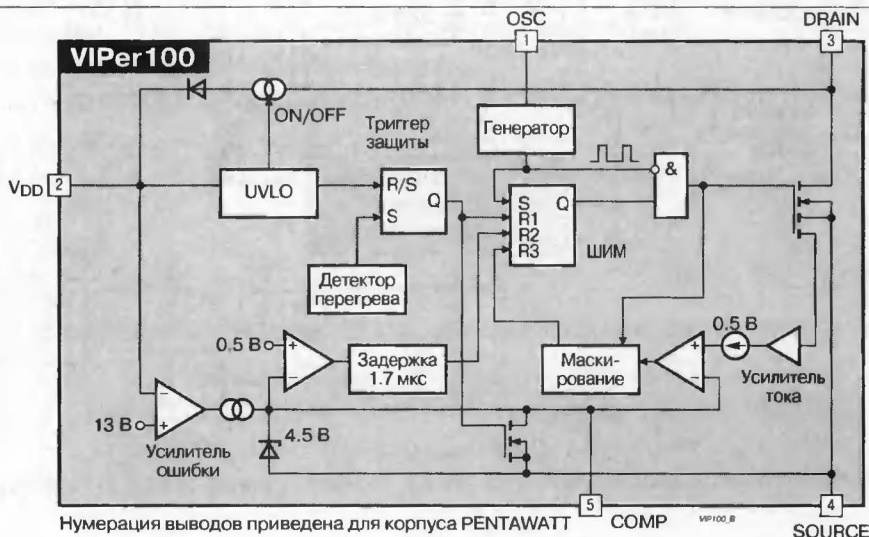 OSC
DRAIN
1
3
VIPer100
ON/OFF
Триггер
защиты
Генератор
&
VDD 2
UVLO
R/S
S
Q
S
R1
R2
R3
Q
ШИМ
Детектор
перегрева
0.5 В
+
−
Задержка
1.7 мкс
Маски-
рование
+
−
0.5 В
Усилитель
тока
−
+
13 В
Усилитель
ошибки
4.5 В
5
4
Нумерация выводов приведена для корпуса PENTAWATT
COMP
VIP100_B
SOURCE